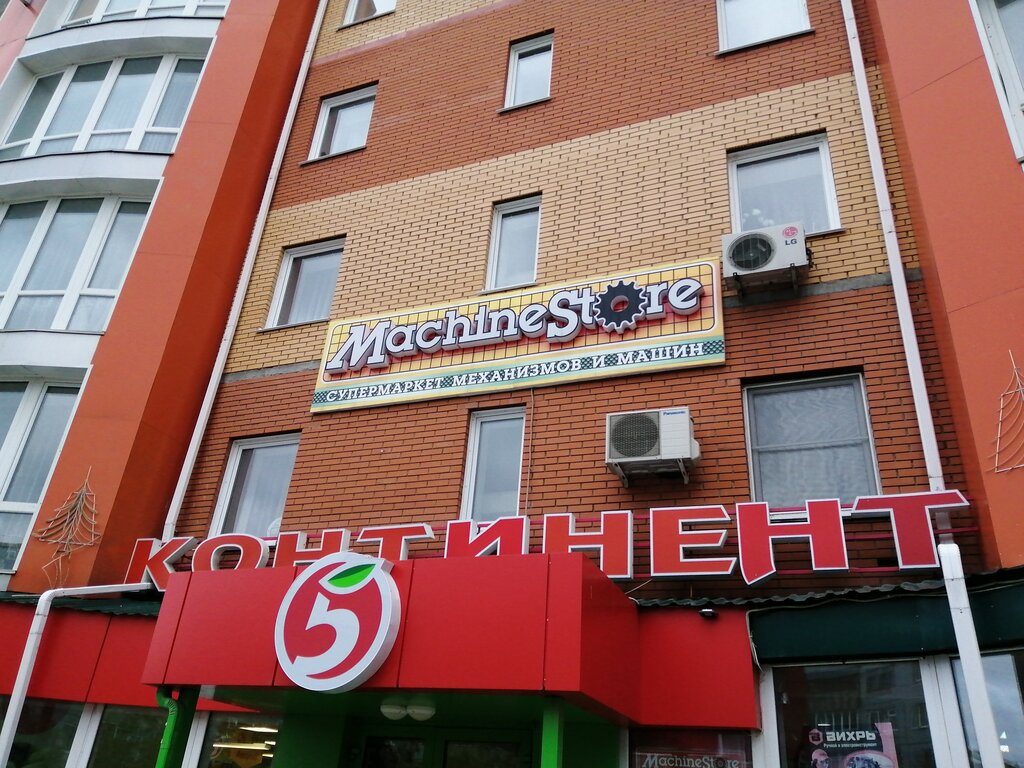 LG
MachineStore
СУПЕРМАРКЕТ МЕХАНИЗМОВ И МАШИН
Panasonic
КОНТИНЕНТ
5
ВИХРЬ
MachineStore